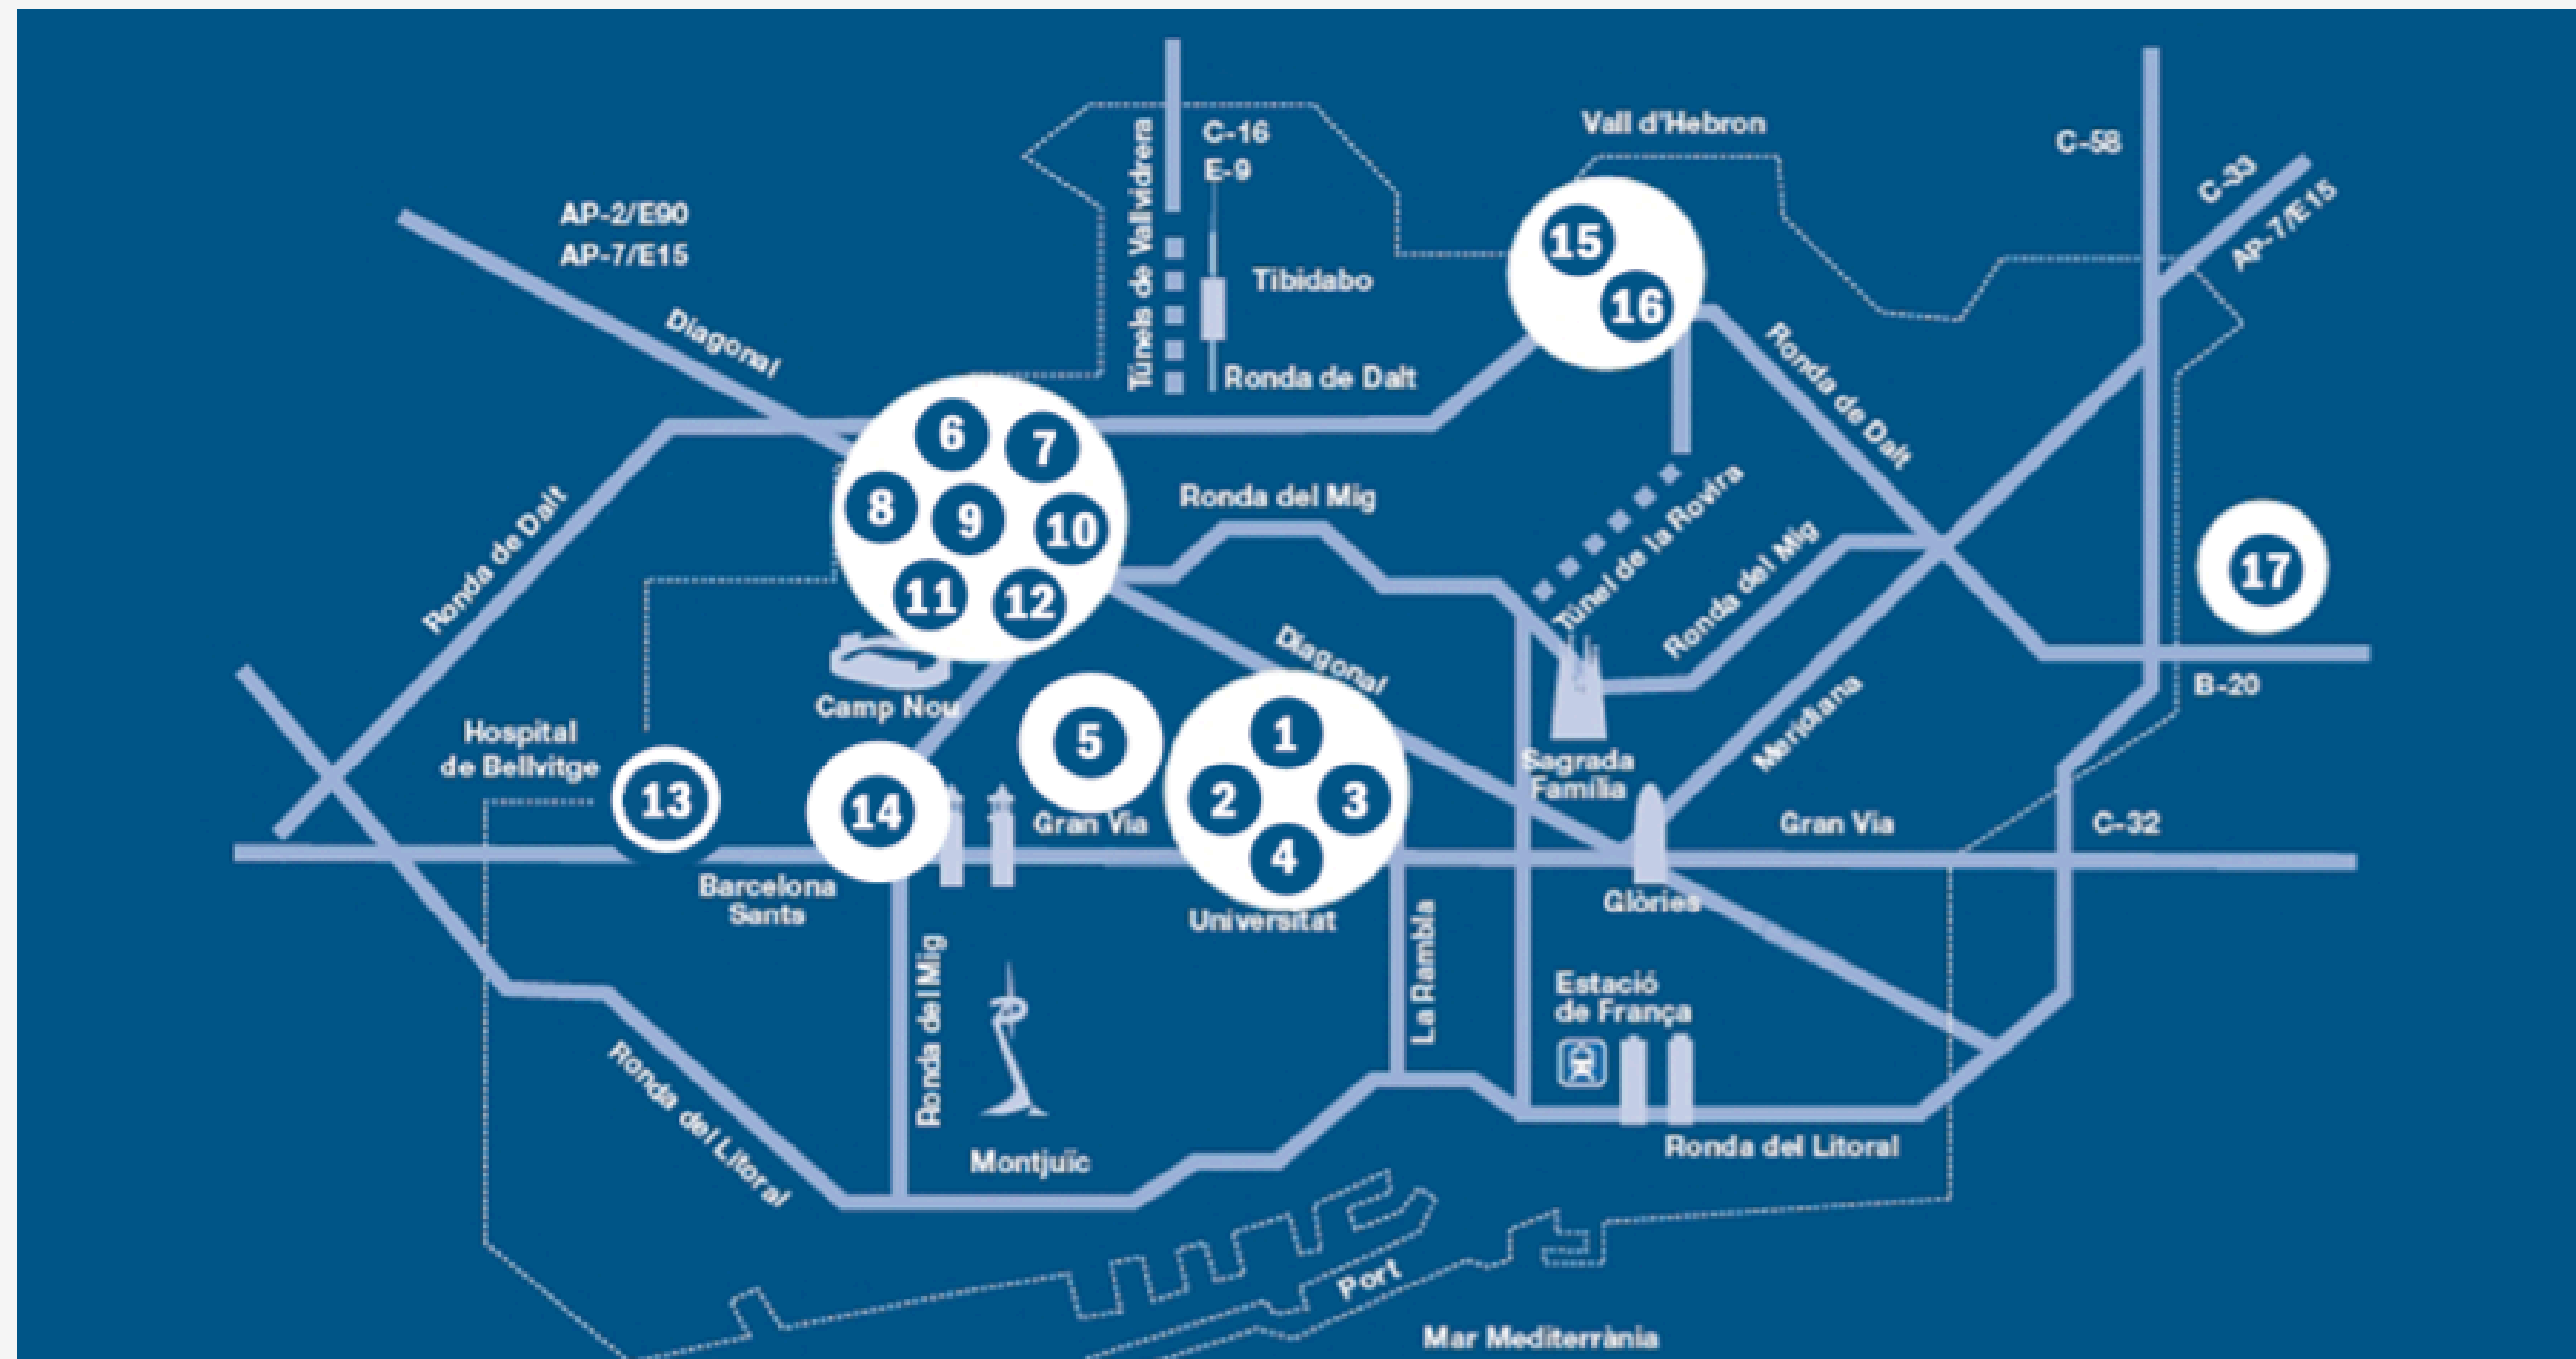 Vall d'Hebron
C-16
E-9
C-58
C-33
AP-7/E15
Túnels de Vallvidrera
AP-2/E90
AP-7/E15
15
16
Tibidabo
Diagonal
Ronda de Dalt
Ronda de Dalt
6
7
8
9
10
11
12
Ronda del Mig
Túnel de la Rovira
Ronda del Mig
17
Ronda de Dalt
Diagonal
B-20
Camp Nou
Hospital
de Bellvitge
13
14
5
1
2
3
4
Meridiana
Sagrada
Família
Gran Via
Gran Via
C-32
Barcelona
Sants
Universitat
Glòries
Ronda del Mig
La Rambla
Estació
de França
Ronda del Litoral
Montjuïc
Ronda del Litoral
Port
Mar Mediterrània